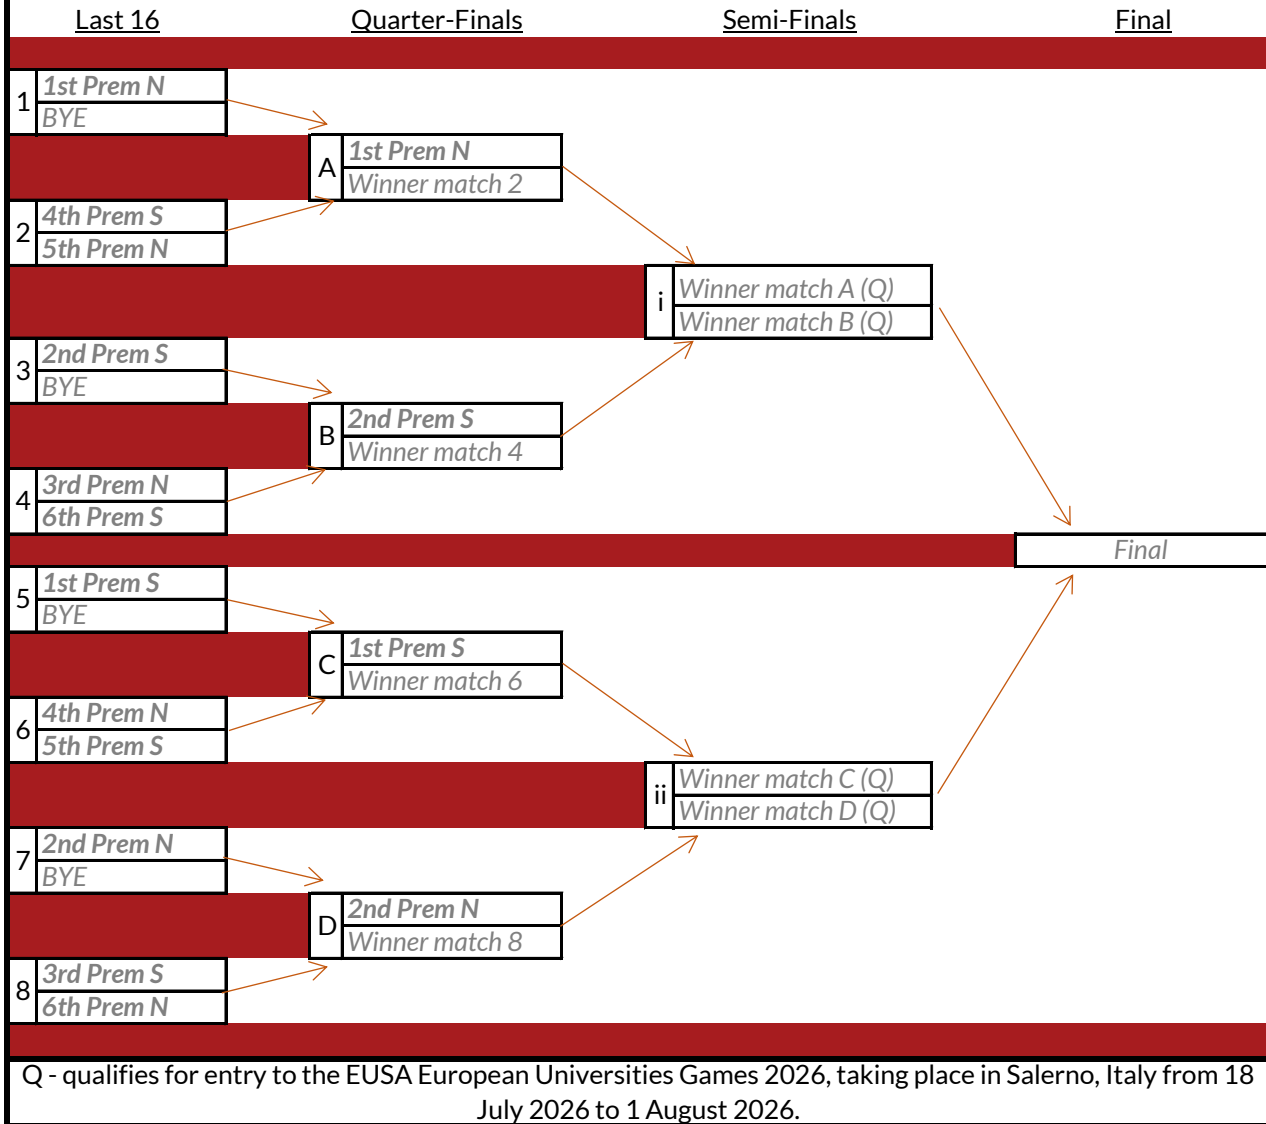 Last 16
Quarter-Finals
Semi-Finals
Final
1
1st Prem N
BYE
A
1st Prem N
Winner match 2
2
4th Prem S
5th Prem N
i
Winner match A (Q)
Winner match B (Q)
3
2nd Prem S
BYE
B
2nd Prem S
Winner match 4
4
3rd Prem N
6th Prem S
Final
5
1st Prem S
BYE
C
1st Prem S
Winner match 6
6
4th Prem N
5th Prem S
ii
Winner match C (Q)
Winner match D (Q)
7
2nd Prem N
BYE
D
2nd Prem N
Winner match 8
8
3rd Prem S
6th Prem N
Q - qualifies for entry to the EUSA European Universities Games 2026, taking place in Salerno, Italy from 18
July 2026 to 1 August 2026.